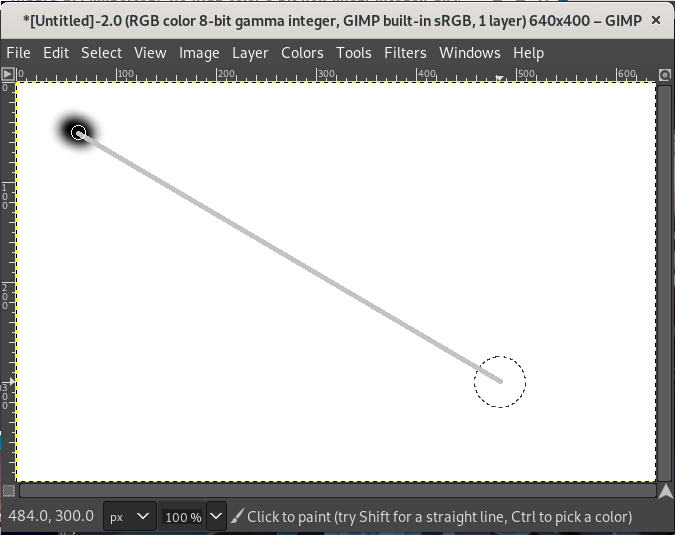 *[Untitled]-2.0 (RGB color 8-bit gamma integer, GIMP built-in sRGB, 1 layer) 640x400 – GIMP ×
File Edit Select View Image Layer Colors Tools Filters Windows Help
0 100 200 300 400 500 600
0
100
200
300
484.0, 300.0 px 100 % Click to paint (try Shift for a straight line, Ctrl to pick a color)